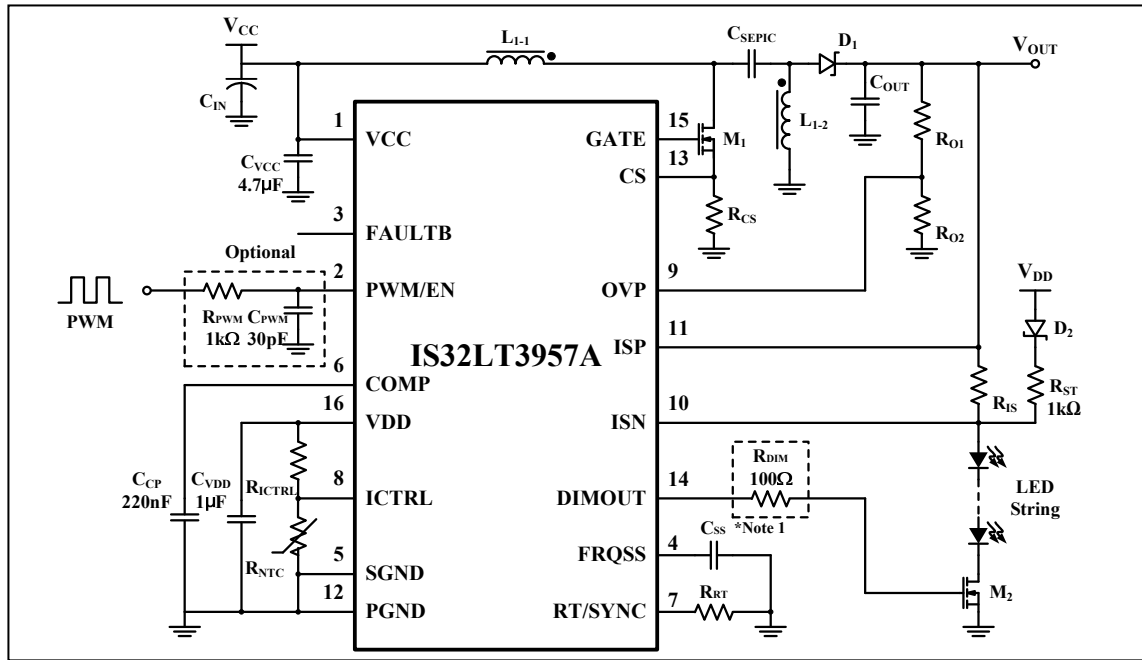 VCC
CIN
L1-1
CSEPIC
D1
VOUT
COUT
L1-2
RO1
RO2
1
VCC
CVCC
4.7μF
GATE
15
M1
13
CS
RCS
3
FAULTB
Optional
PWM
RPWM
1kΩ
CPWM
30pF
2
PWM/EN
9
OVP
VDD
D2
RST
1kΩ
11
ISP
IS32LT3957A
6
COMP
16
VDD
10
ISN
RIS
CCP
220nF
CVDD
1μF
RICTRL
8
ICTRL
RDIM
100Ω
*Note 1
14
DIMOUT
LED
String
RNTC
5
SGND
CSS
4
FRQSS
12
PGND
RRT
7
RT/SYNC
M2